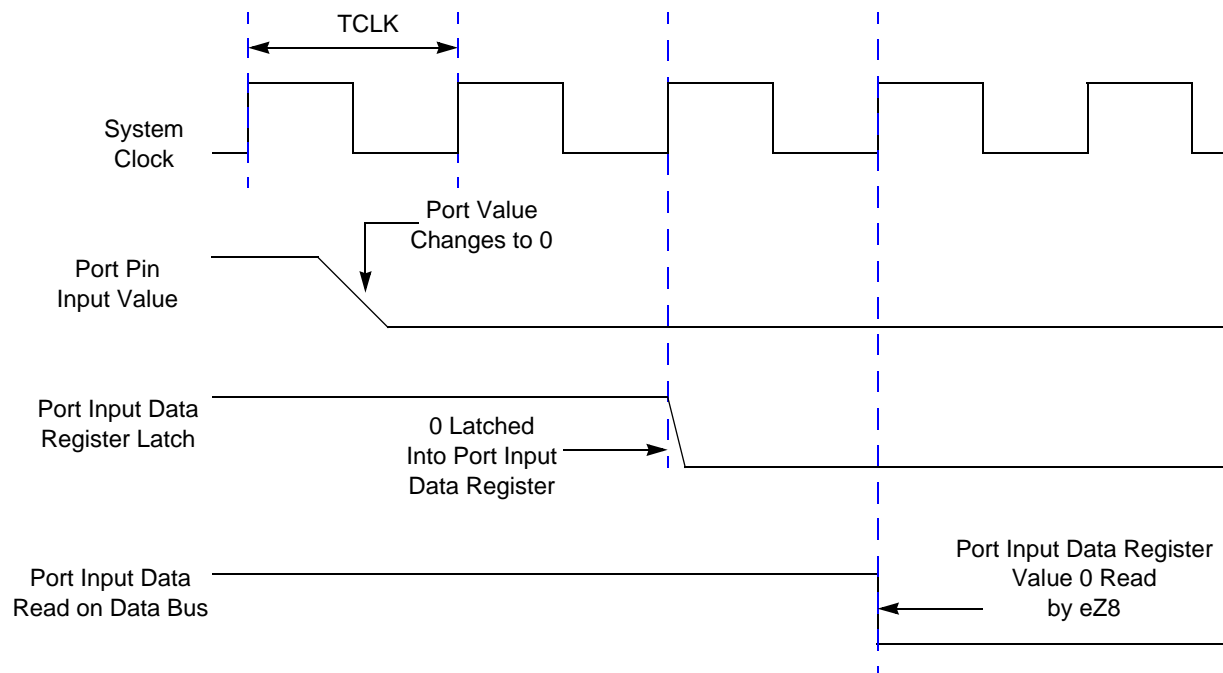 TCLK
System
Clock
Port Value
Changes to 0
Port Pin
Input Value
Port Input Data
Register Latch
0 Latched
Into Port Input
Data Register
Port Input Data Register
Value 0 Read
by eZ8
Port Input Data
Read on Data Bus